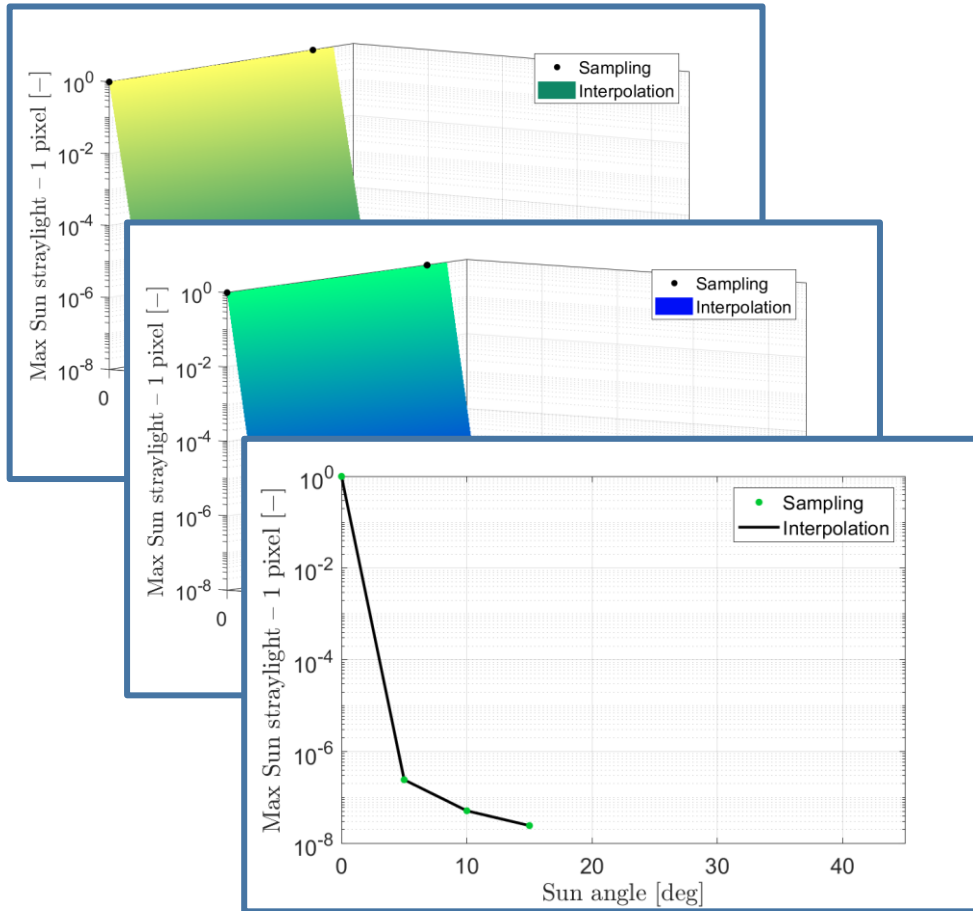 Max Sun straylight – 1 pixel [−]
10^0
10^-2
10^-4
10^-6
10^-8
0
Sampling
Interpolation
Max Sun straylight – 1 pixel [−]
10^0
10^-2
10^-4
10^-6
10^-8
0
Sampling
Interpolation
Max Sun straylight – 1 pixel [−]
10^0
10^-2
10^-4
10^-6
10^-8
0 10 20 30 40
Sun angle [deg]
Sampling
Interpolation